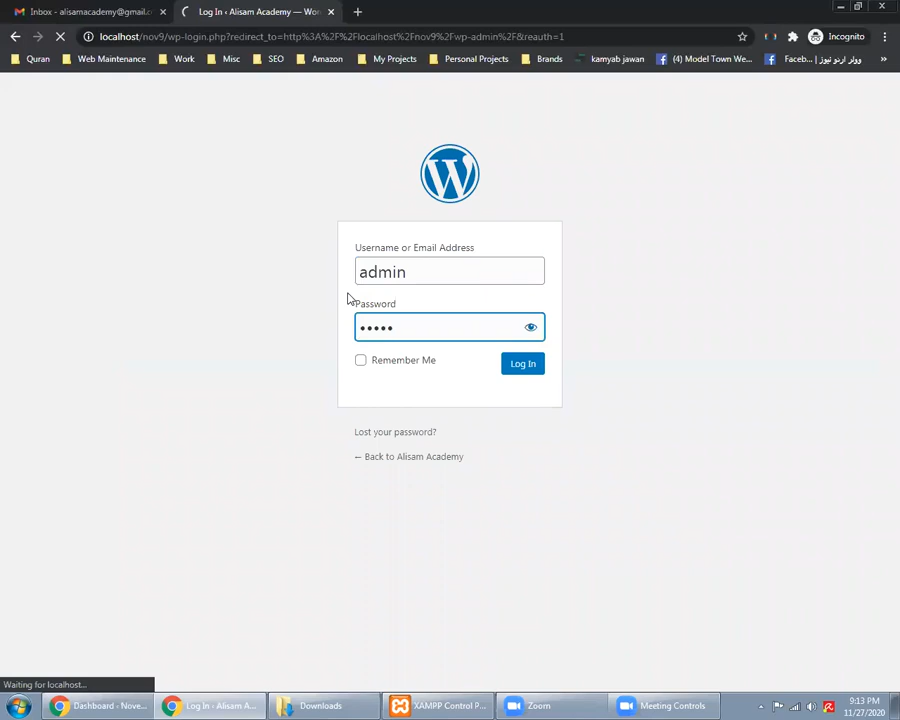 Inbox - alisamacademy@gmail.c
Log In ‹ Alisam Academy — Wor
localhost/nov9/wp-login.php?redirect_to=http%3A%2F%2Flocalhost%2Fnov9%2Fwp-admin%2F&reauth=1
Incognito
Quran
Web Maintenance
Work
Misc
SEO
Amazon
My Projects
Personal Projects
Brands
kamyab jawan
(4) Model Town We...
Faceb... | وولر اردو نیوز
»
Username or Email Address
admin
Password
•••••
Remember Me
Log In
Lost your password?
← Back to Alisam Academy
Waiting for localhost...
Dashboard - Nove...
Log In ‹ Alisam A...
Downloads
XAMPP Control P...
Zoom
Meeting Controls
9:13 PM
11/27/2020